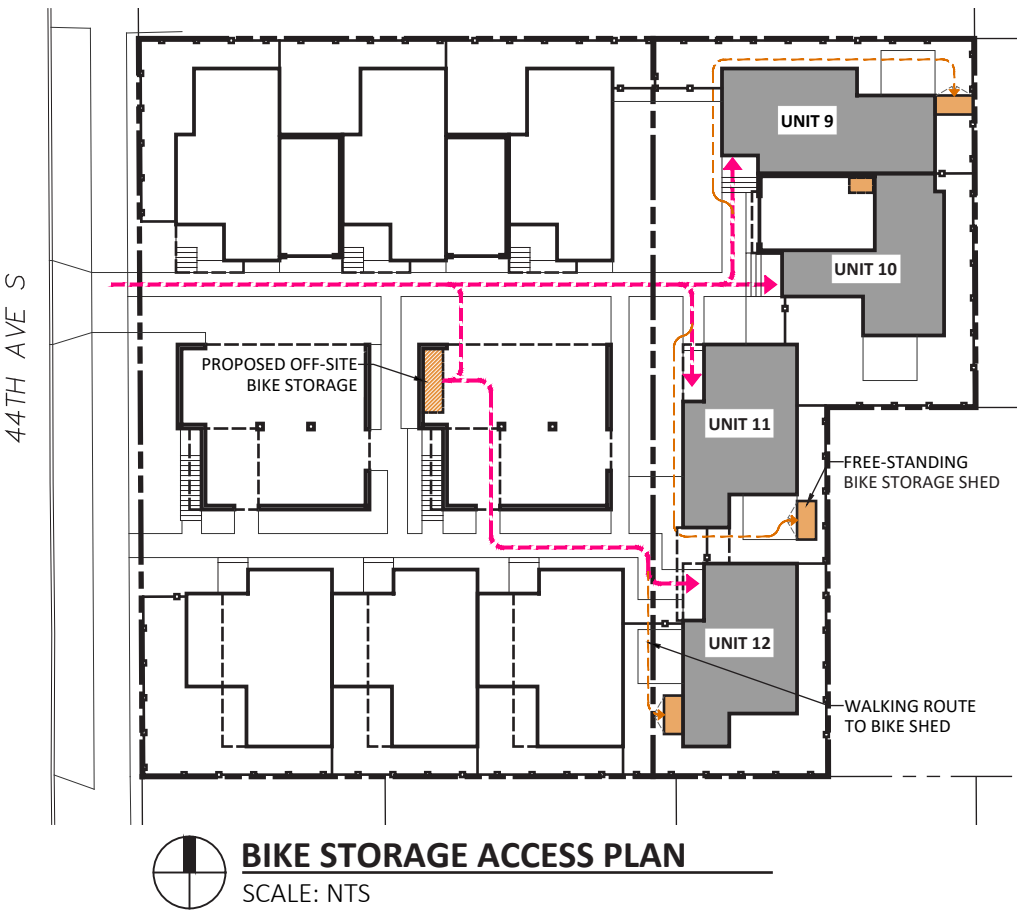 UNIT 9
UNIT 10
44TH AVE S
PROPOSED OFF-SITE
BIKE STORAGE
UNIT 11
FREE-STANDING
BIKE STORAGE SHED
UNIT 12
WALKING ROUTE
TO BIKE SHED
BIKE STORAGE ACCESS PLAN
SCALE: NTS